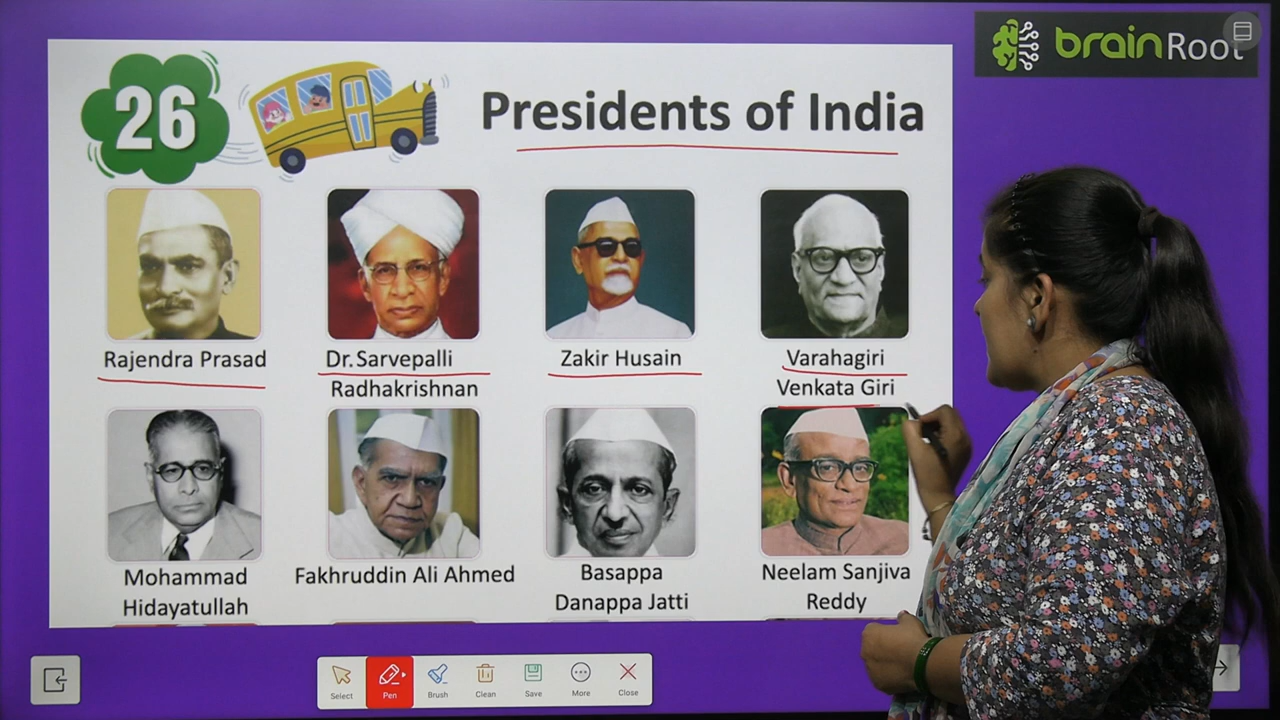 26
Presidents of India
brainRoot
Rajendra Prasad
Dr. Sarvepalli
Radhakrishnan
Zakir Husain
Varahagiri
Venkata Giri
Mohammad
Hidayatullah
Fakhruddin Ali Ahmed
Basappa
Danappa Jatti
Neelam Sanjiva
Reddy
Select
Pen
Brush
Clean
Save
More
Close